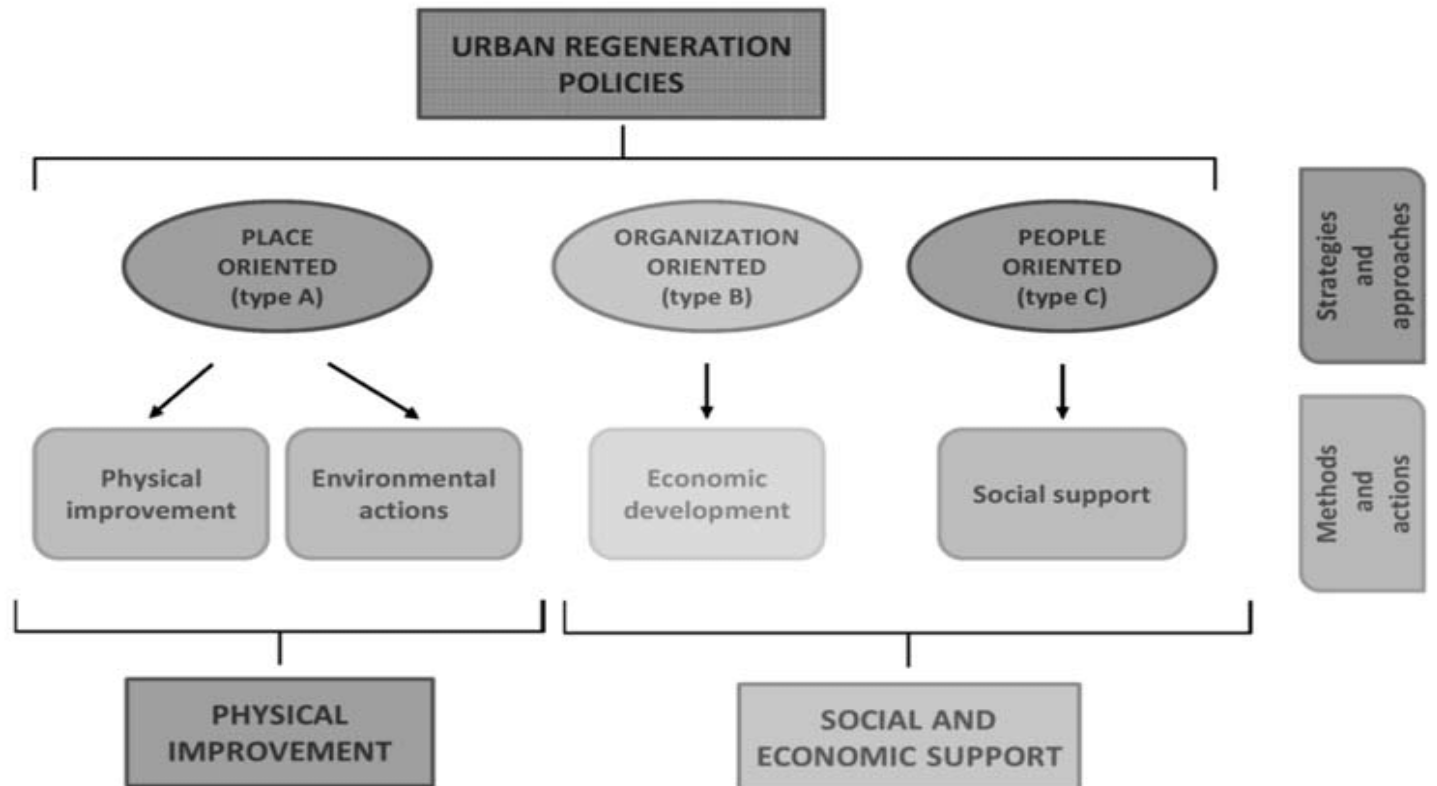 URBAN REGENERATION
POLICIES
PLACE
ORIENTED
(type A)
ORGANIZATION
ORIENTED
(type B)
PEOPLE
ORIENTED
(type C)
Strategies
and
approaches
Physical
improvement
Environmental
actions
Economic
development
Social support
Methods
and
actions
PHYSICAL
IMPROVEMENT
SOCIAL AND
ECONOMIC SUPPORT